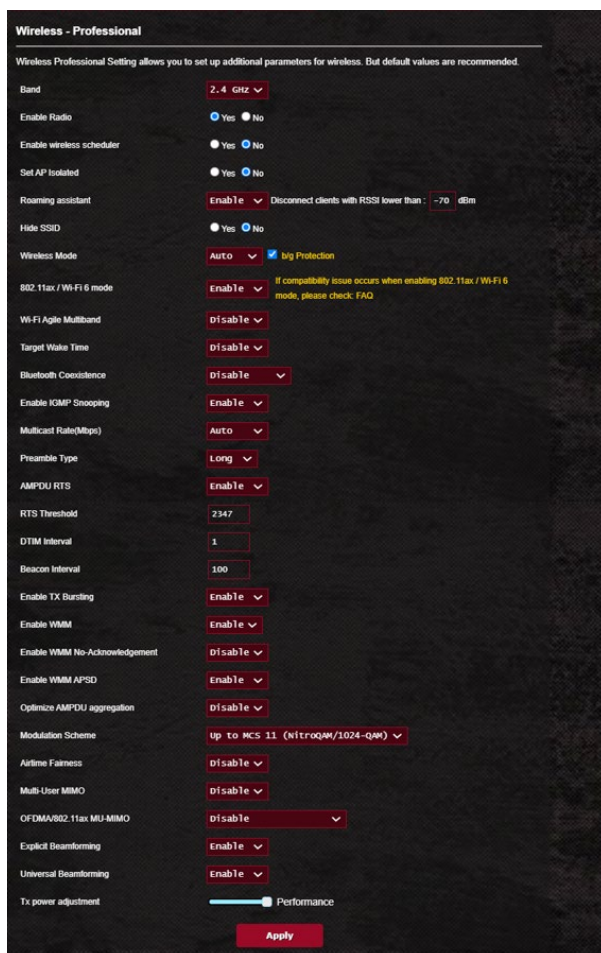 Wireless - Professional
Wireless Professional Setting allows you to set up additional parameters for wireless. But default values are recommended.
Band 2.4 GHz
Enable Radio Yes No
Enable wireless scheduler Yes No
Set AP Isolated Yes No
Roaming assistant Enable Disconnect clients with RSSI lower than : -70 dBm
Hide SSID Yes No
Wireless Mode Auto b/g Protection
802.11ax / Wi-Fi 6 mode Enable If compatibility issue occurs when enabling 802.11ax / Wi-Fi 6
mode, please check: FAQ
Wi-Fi Agile Multiband Disable
Target Wake Time Disable
Bluetooth Coexistence Disable
Enable IGMP Snooping Enable
Multicast Rate(Mbps) Auto
Preamble Type Long
AMPDU RTS Enable
RTS Threshold 2347
DTIM Interval 1
Beacon Interval 100
Enable TX Bursting Enable
Enable WMM Enable
Enable WMM No-Acknowledgement Disable
Enable WMM APSD Enable
Optimize AMPDU aggregation Disable
Modulation Scheme Up to MCS 11 (NitroQAM/1024-QAM)
Airtime Fairness Disable
Multi-User MIMO Disable
OFDMA/802.11ax MU-MIMO Disable
Explicit Beamforming Enable
Universal Beamforming Enable
Tx power adjustment Performance
Apply